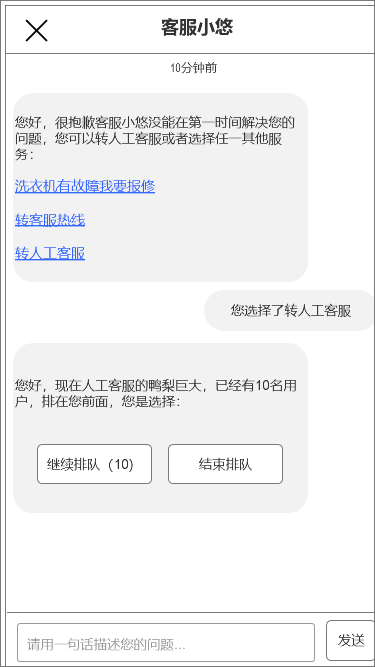 客服小悠
10分钟前
您好，很抱歉客服小悠没能在第一时间解决您的
问题，您可以转人工客服或者选择任一其他服
务：
洗衣机有故障我要报修
转客服热线
转人工客服
您选择了转人工客服
您好，现在人工客服的鸭梨巨大，已经有10名用
户，排在您前面，您是选择：
继续排队（10）
结束排队
请用一句话描述您的问题...
发送